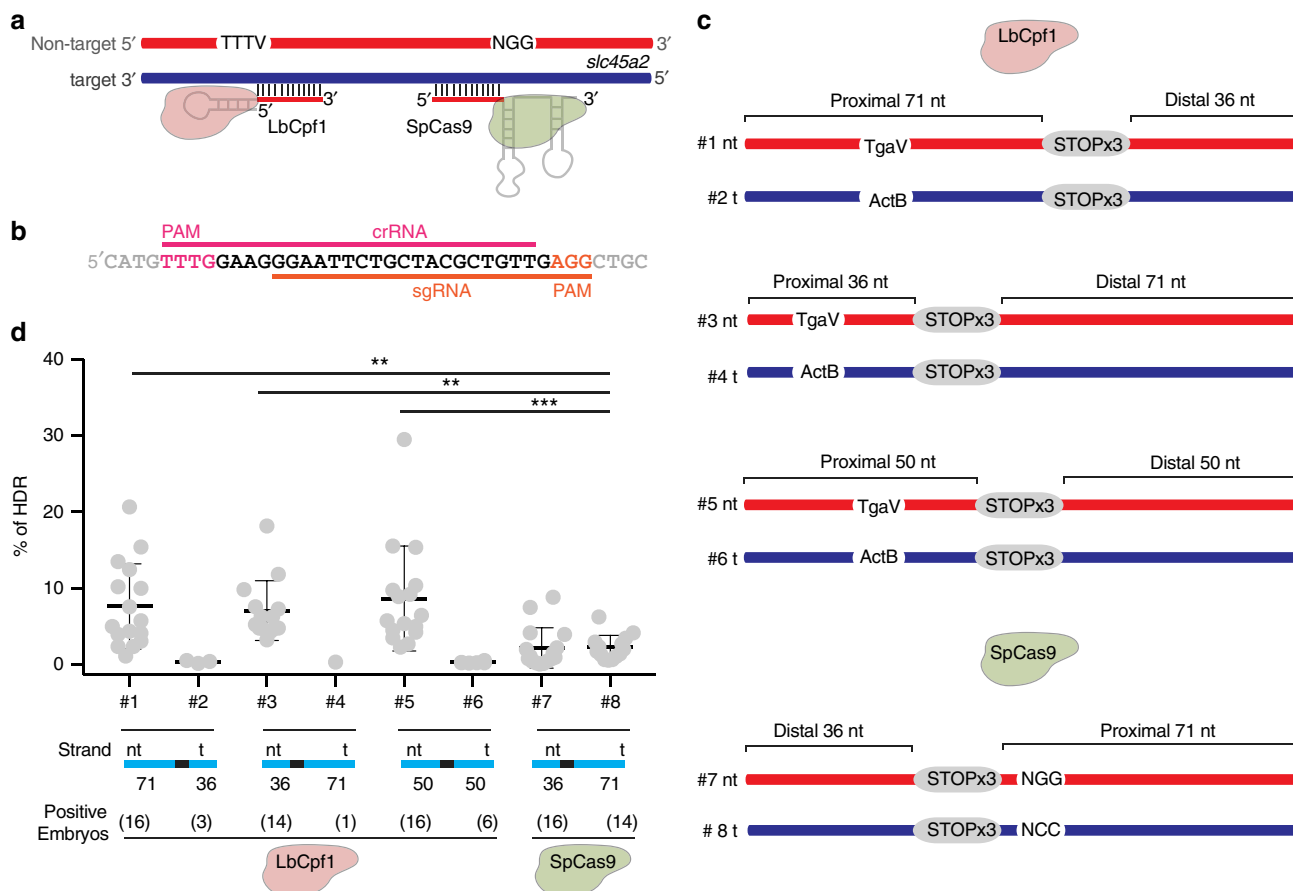 a
Non-target 5′ TTTV NGG 3′
slc45a2
target 3′ 5′
5′ 3′ 5′ 3′
LbCpf1 SpCas9
b
PAM crRNA
5′CATGTTTGGAAGGGAATTCTGCTACGCTGTTGAGGCTGC
sgRNA PAM
c
LbCpf1
Proximal 71 nt Distal 36 nt
#1 nt TgaV STOPx3
#2 t ActB STOPx3
Proximal 36 nt Distal 71 nt
#3 nt TgaV STOPx3
#4 t ActB STOPx3
Proximal 50 nt Distal 50 nt
#5 nt TgaV STOPx3
#6 t ActB STOPx3
SpCas9
Distal 36 nt Proximal 71 nt
#7 nt STOPx3 NGG
# 8 t STOPx3 NCC
d
% of HDR
40
30
20
10
0
**
**
***
#1 #2 #3 #4 #5 #6 #7 #8
Strand nt t nt t nt t nt t
71 36 36 71 50 50 36 71
Positive Embryos (16) (3) (14) (1) (16) (6) (16) (14)
LbCpf1 SpCas9